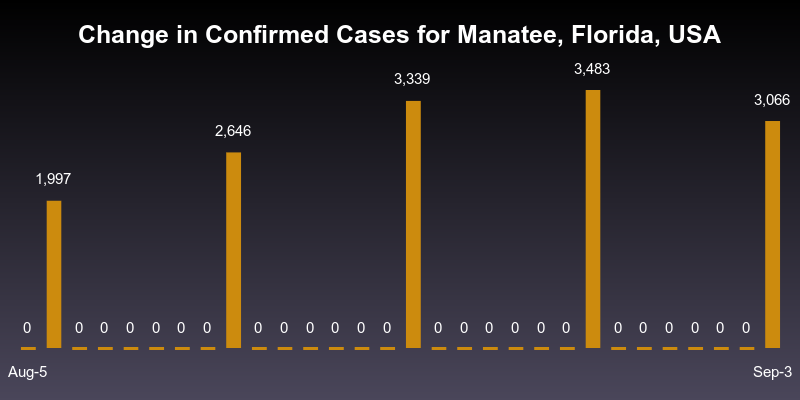 Change in Confirmed Cases for Manatee, Florida, USA
3,483
3,339
3,066
2,646
1,997
0 0 0 0 0 0 0 0 0 0 0 0 0 0 0 0 0 0 0 0 0 0 0 0 0
Aug-5 Sep-3